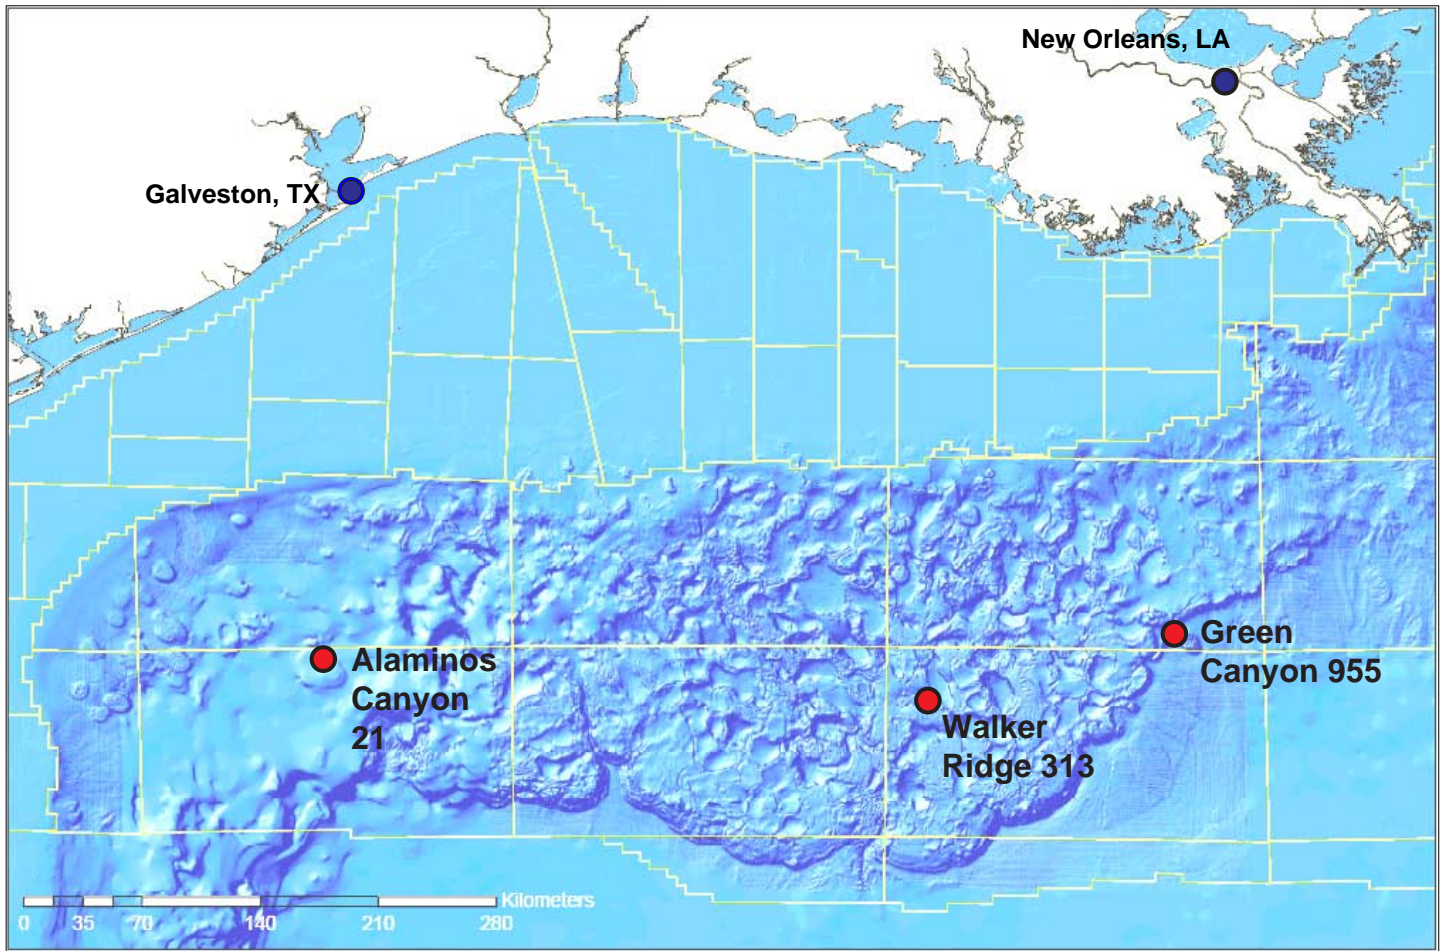 New Orleans, LA
Galveston, TX
Green
Canyon 955
Alaminos
Canyon
21
Walker
Ridge 313
Kilometers
0 35 70 140 210 280